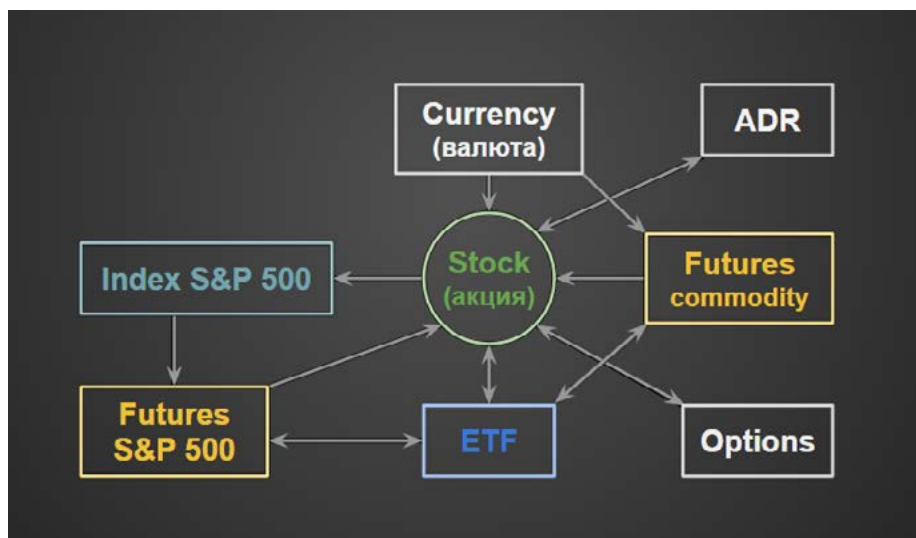 Currency
(валюта)
ADR
Index S&P 500
Stock
(акция)
Futures
commodity
Futures
S&P 500
ETF
Options